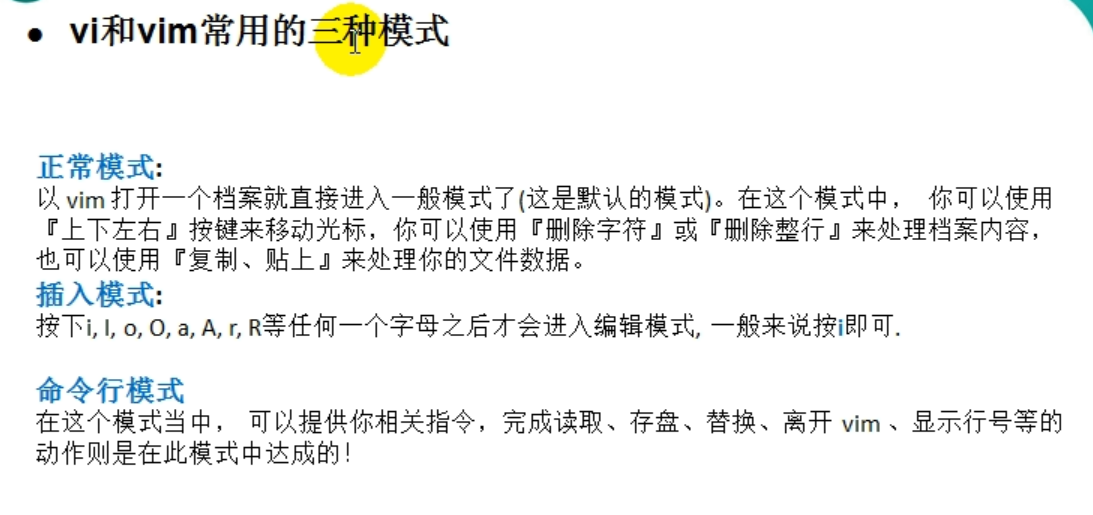 • vi和vim常用的三种模式
正常模式:
以 vim 打开一个档案就直接进入一般模式了(这是默认的模式)。在这个模式中， 你可以使用
『上下左右』按键来移动光标，你可以使用『删除字符』或『删除整行』来处理档案内容，
也可以使用『复制、贴上』来处理你的文件数据。
插入模式:
按下i, I, o, O, a, A, r, R等任何一个字母之后才会进入编辑模式, 一般来说按i即可.
命令行模式
在这个模式当中， 可以提供你相关指令，完成读取、存盘、替换、离开 vim 、显示行号等的
动作则是在此模式中达成的！